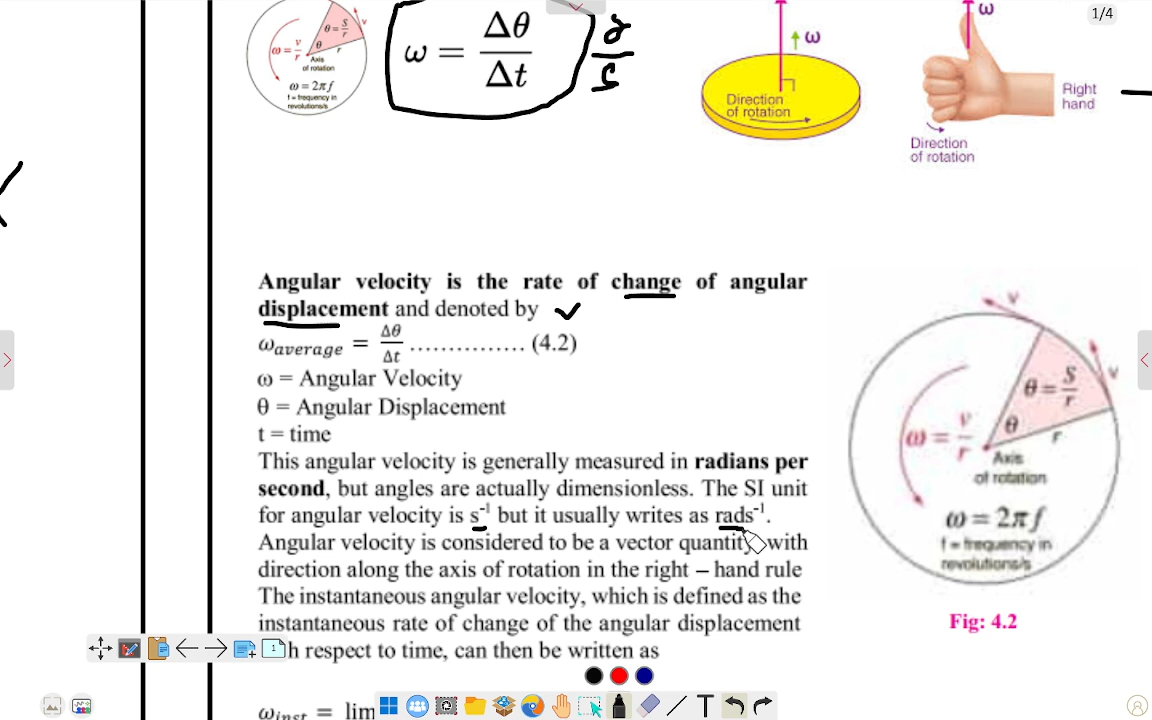 θ = S/r
v
ω = v/r
θ
r
Axis
of rotation
ω = 2π f
f = frequency in
revolutions/s
ω = Δθ/Δt
ω
Direction
of rotation
ω
Right
hand
Direction
of rotation
1/4
Angular velocity is the rate of change of angular
displacement and denoted by
ωaverage = Δθ/Δt ................ (4.2)
ω = Angular Velocity
θ = Angular Displacement
t = time
This angular velocity is generally measured in radians per
second, but angles are actually dimensionless. The SI unit
for angular velocity is s⁻¹ but it usually writes as rads⁻¹.
Angular velocity is considered to be a vector quantity with
direction along the axis of rotation in the right – hand rule
The instantaneous angular velocity, which is defined as the
instantaneous rate of change of the angular displacement
h respect to time, can then be written as
ωinst = lim
v
v
θ = S/r
ω = v/r
θ
r
Axis
of rotation
ω = 2π f
f = frequency in
revolutions/s
Fig: 4.2
1
T